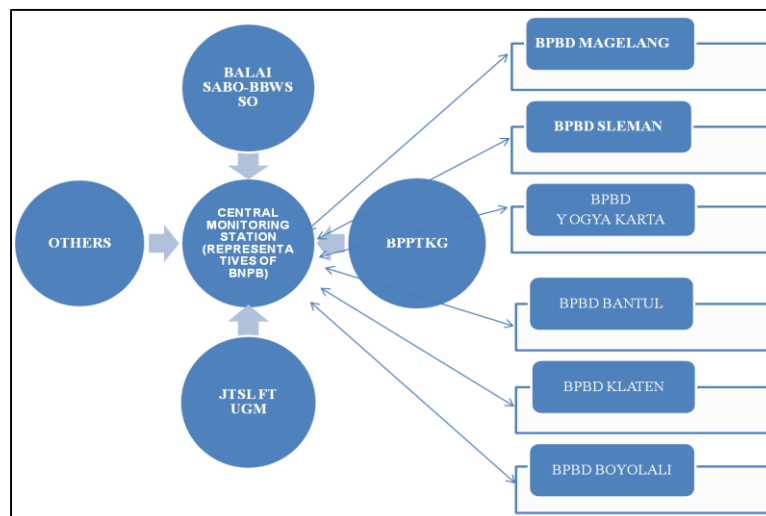 BALAI
SABO-BBWS
SO
OTHERS
CENTRAL
MONITORING
STATION
(REPRESENTA
TIVES OF
BNPB)
BPPTKG
JTSL FT
UGM
BPBD MAGELANG
BPBD SLEMAN
BPBD
Y OGYA KARTA
BPBD BANTUL
BPBD KLATEN
BPBD BOYOLALI